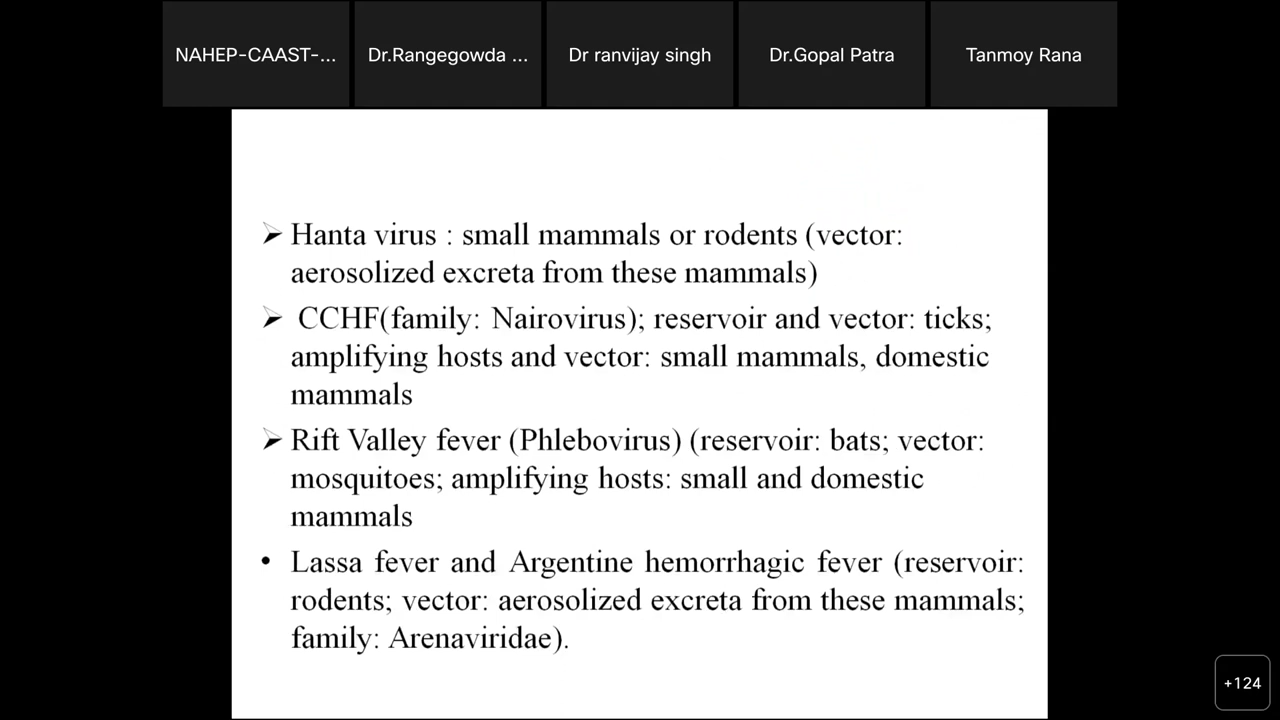 NAHEP-CAAST-...
Dr.Rangegowda ...
Dr ranvijay singh
Dr.Gopal Patra
Tanmoy Rana
➢ Hanta virus : small mammals or rodents (vector:
aerosolized excreta from these mammals)
➢ CCHF(family: Nairovirus); reservoir and vector: ticks;
amplifying hosts and vector: small mammals, domestic
mammals
➢ Rift Valley fever (Phlebovirus) (reservoir: bats; vector:
mosquitoes; amplifying hosts: small and domestic
mammals
• Lassa fever and Argentine hemorrhagic fever (reservoir:
rodents; vector: aerosolized excreta from these mammals;
family: Arenaviridae).
+124